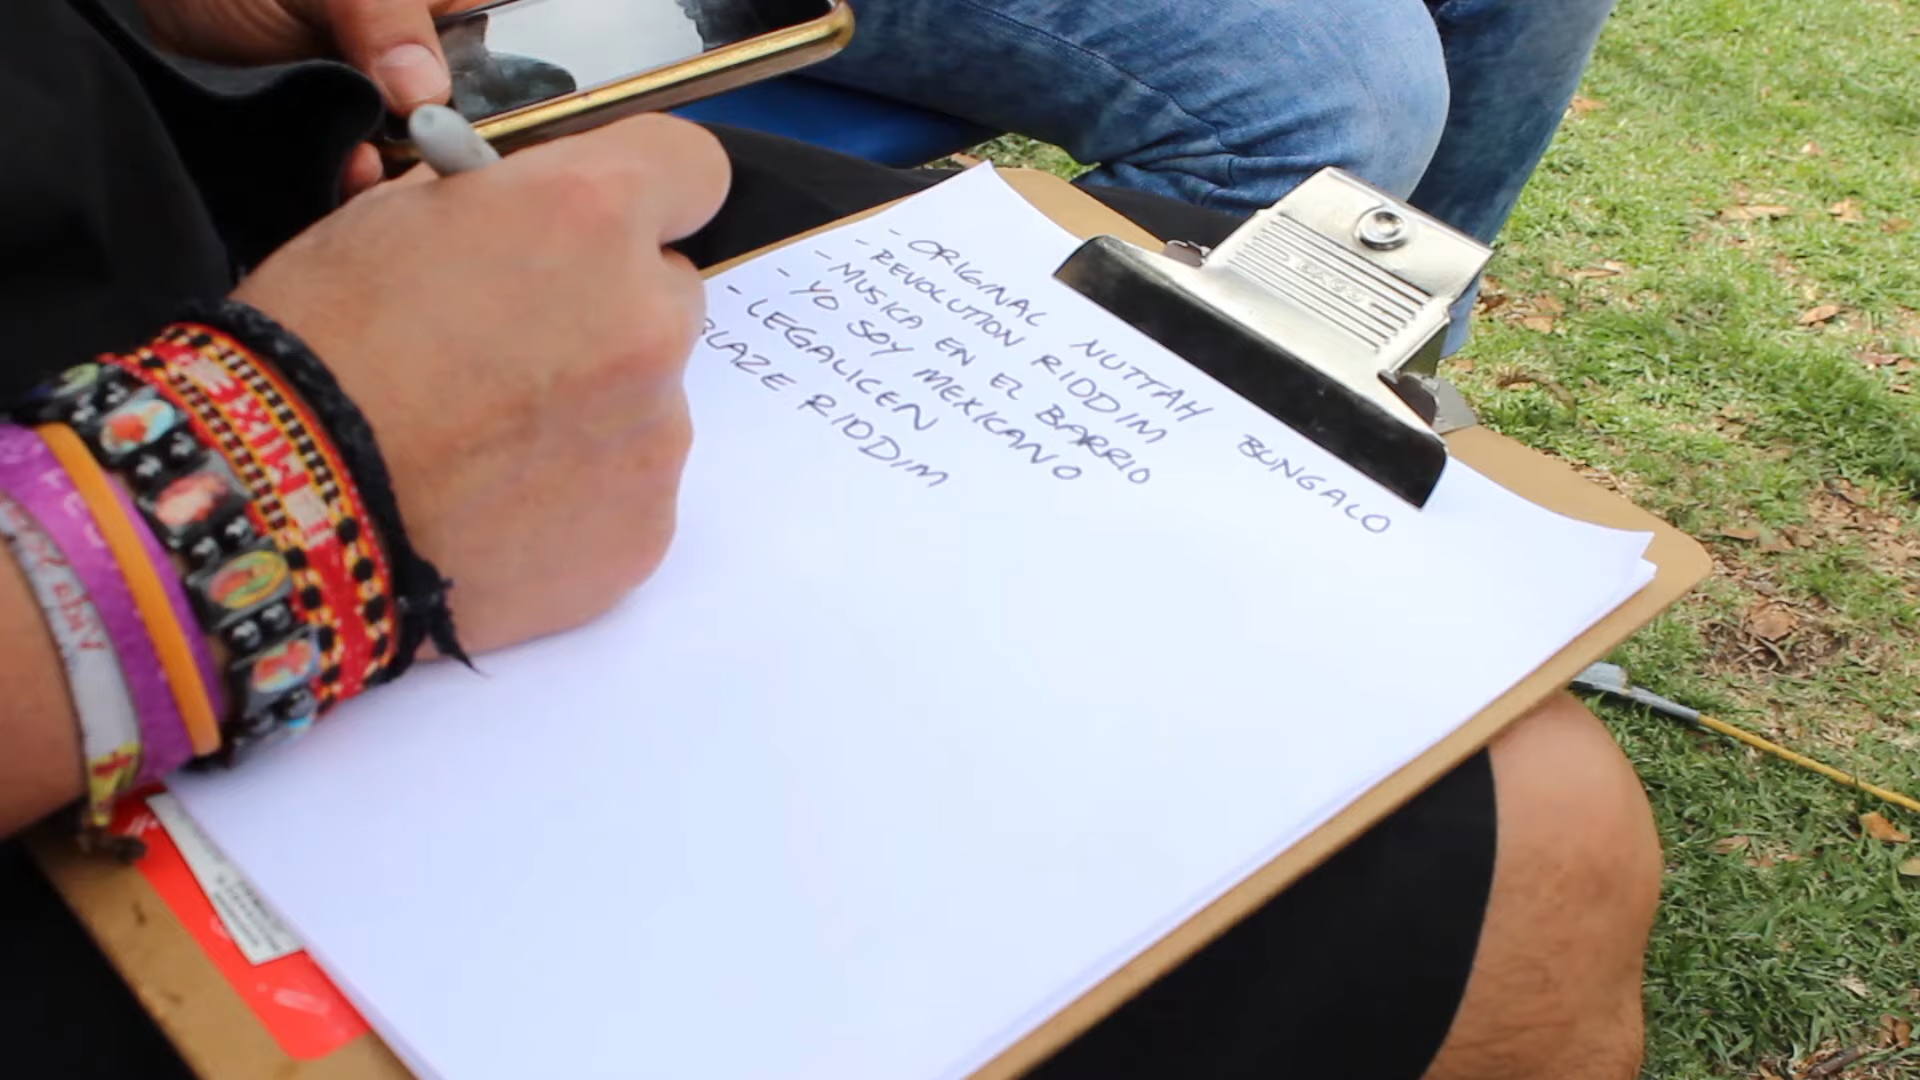 - ORIGINAL NUTTAH BUNGALO
- REVOLUTION RIDDIM
- MUSICA EN EL BARRIO
- YO SOY MEXICANO
- LEGALICEN
BLAZE RIDDIM